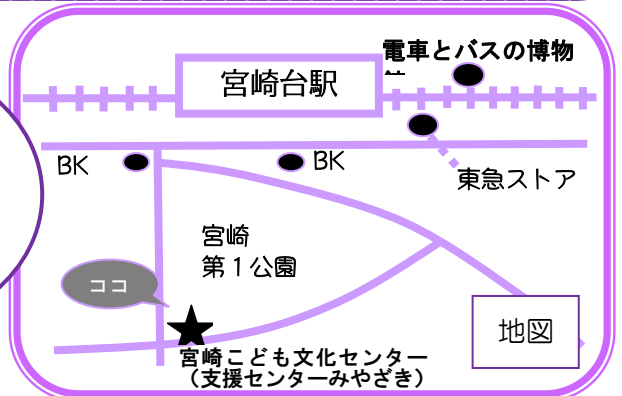 電車とバスの博物
宮崎台駅
BK
BK
東急ストア
宮崎
第1公園
ココ
地図
宮崎こども文化センター
(支援センターみやざき)